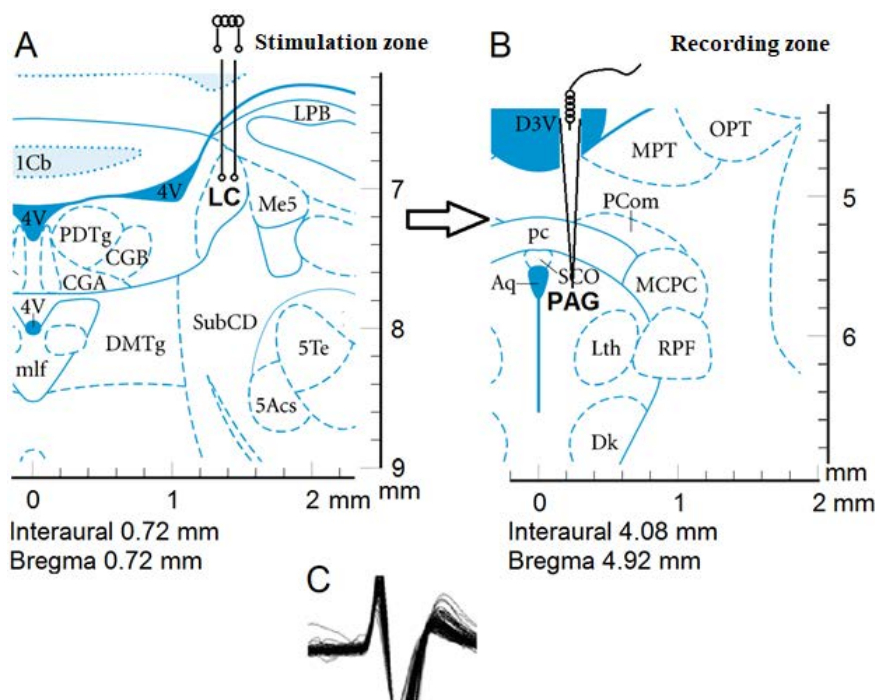 A
Stimulation zone
LPB
1Cb
4V
LC
Me5
4V
PDTg
CGB
CGA
4V
SubCD
DMTg
5Te
mlf
5Acs
7
8
9
mm
0 1 2 mm
Interaural 0.72 mm
Bregma 0.72 mm
B
Recording zone
D3V
OPT
MPT
PCom
pc
SCO
MCPC
Aq
PAG
Lth
RPF
Dk
5
6
mm
0 1 2 mm
Interaural 4.08 mm
Bregma 4.92 mm
C